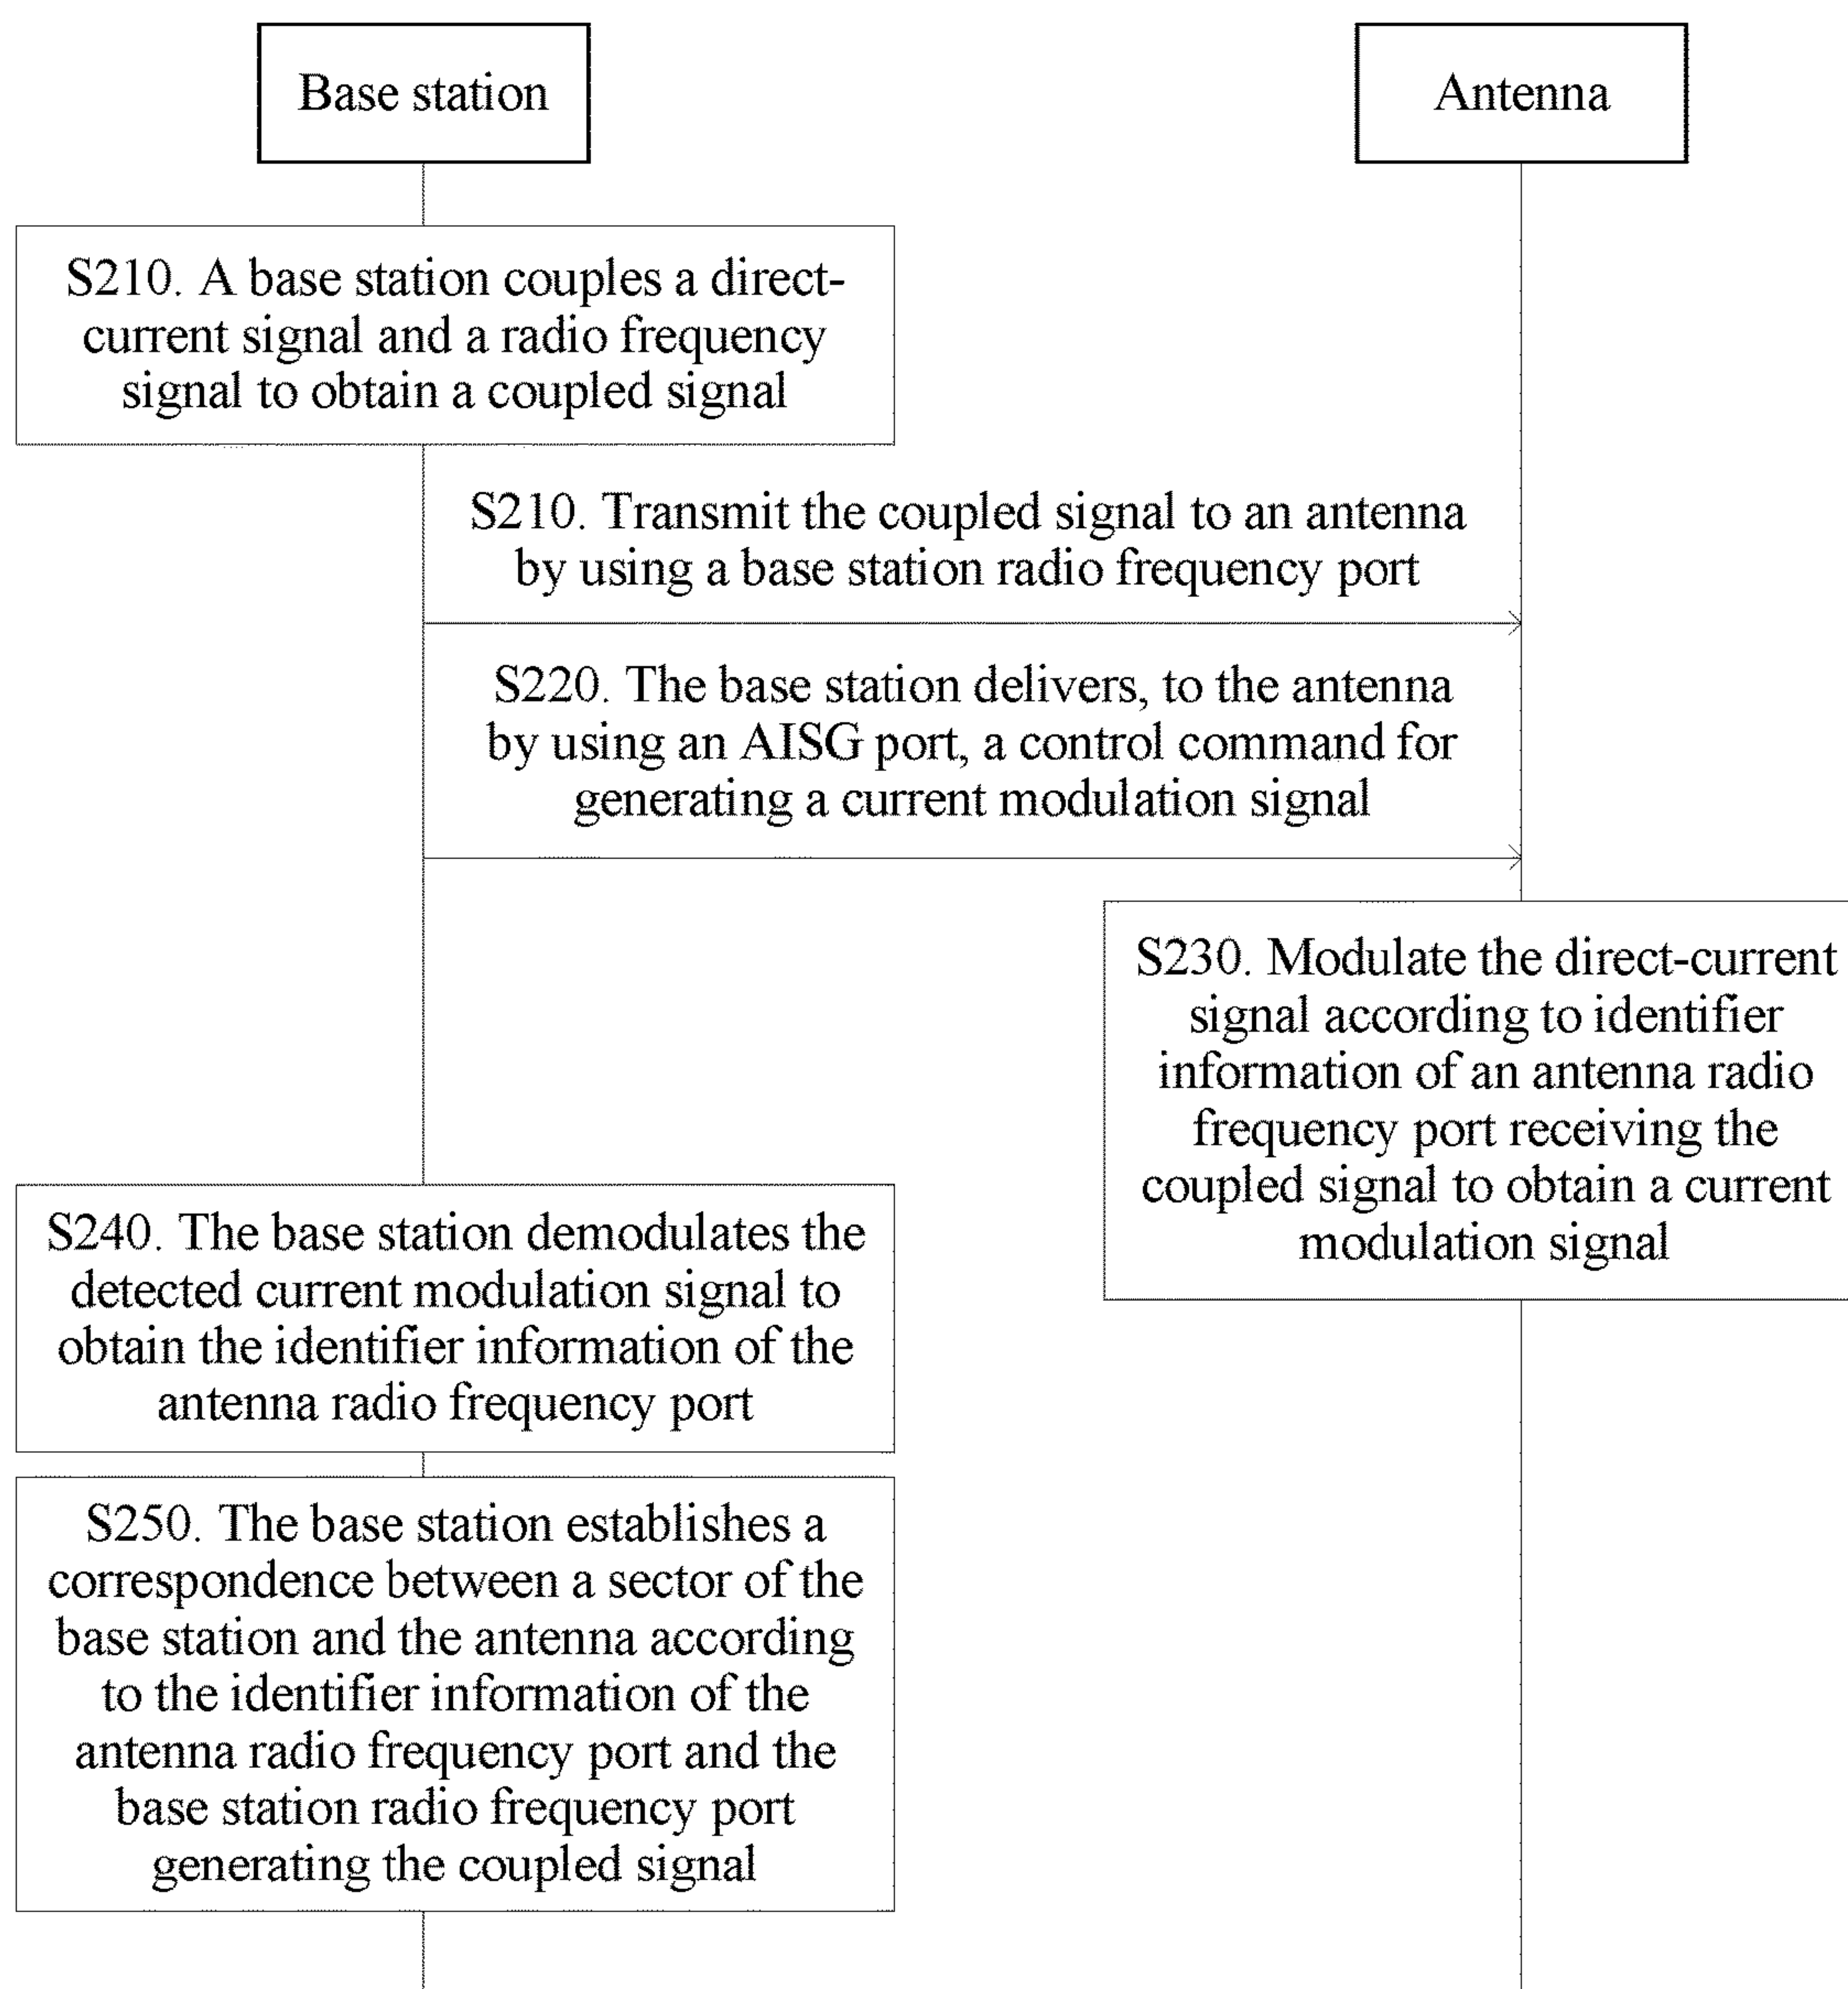 Base station
Antenna
S210. A base station couples a direct-
current signal and a radio frequency
signal to obtain a coupled signal
S210. Transmit the coupled signal to an antenna
by using a base station radio frequency port
S220. The base station delivers, to the antenna
by using an AISG port, a control command for
generating a current modulation signal
S230. Modulate the direct-current
signal according to identifier
information of an antenna radio
frequency port receiving the
coupled signal to obtain a current
modulation signal
S240. The base station demodulates the
detected current modulation signal to
obtain the identifier information of the
antenna radio frequency port
S250. The base station establishes a
correspondence between a sector of the
base station and the antenna according
to the identifier information of the
antenna radio frequency port and the
base station radio frequency port
generating the coupled signal